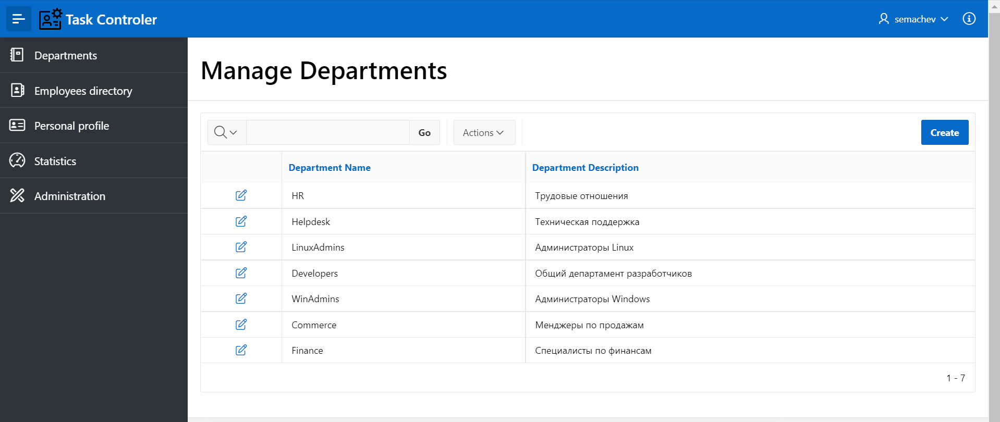 Task Controler
semachev
Departments
Employees directory
Personal profile
Statistics
Administration
Manage Departments
Go
Actions
Create
Department Name
Department Description
HR
Трудовые отношения
Helpdesk
Техническая поддержка
LinuxAdmins
Администраторы Linux
Developers
Общий департамент разработчиков
WinAdmins
Администраторы Windows
Commerce
Менджеры по продажам
Finance
Специалисты по финансам
1 - 7